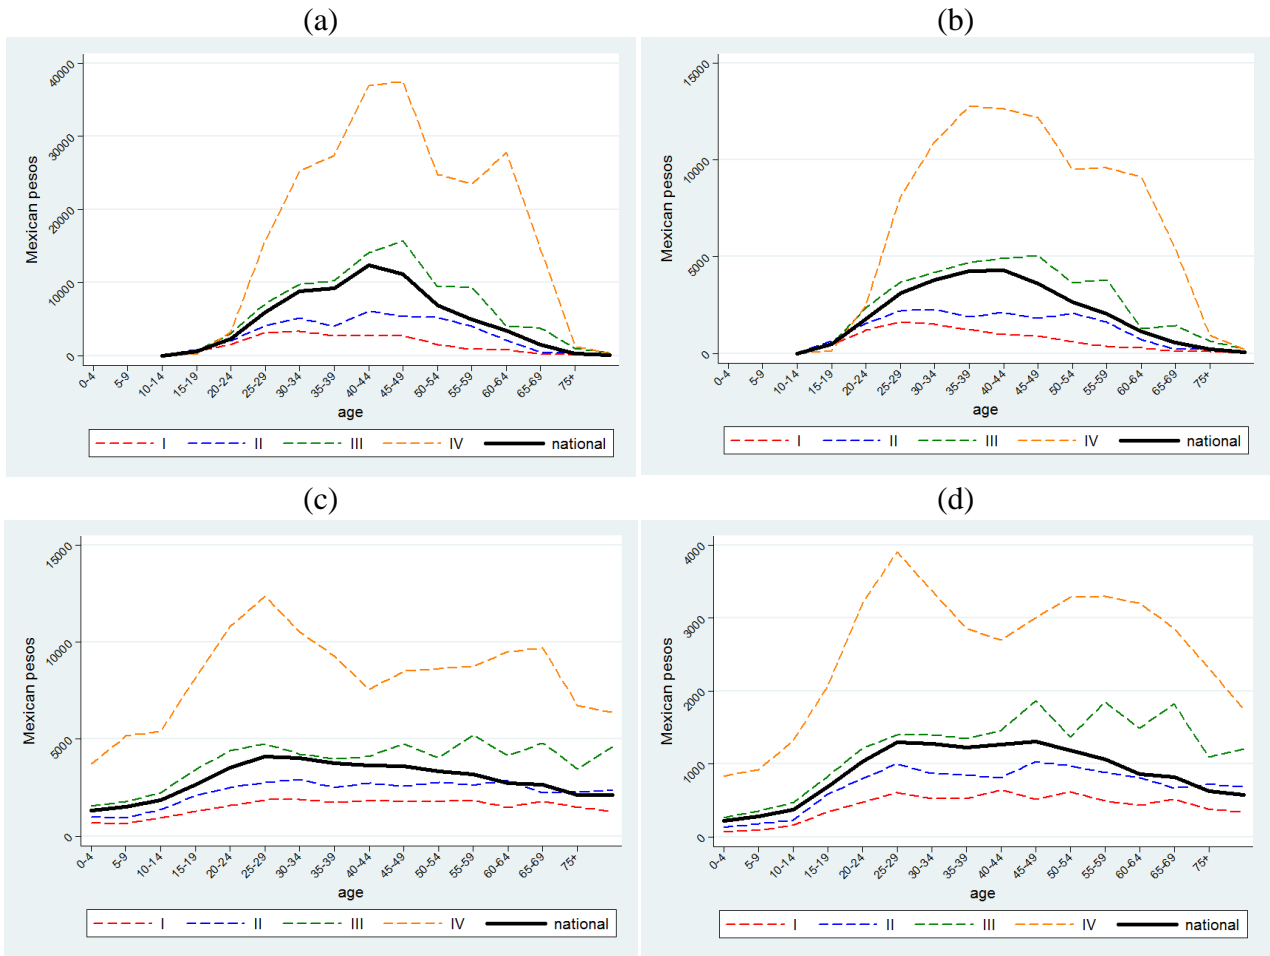 (a)
(b)
40000
30000
20000
10000
0
Mexican pesos
0-4 5-9 10-14 15-19 20-24 25-29 30-34 35-39 40-44 45-49 50-54 55-59 60-64 65-69 75+
age
I II III IV national
15000
10000
5000
0
Mexican pesos
0-4 5-9 10-14 15-19 20-24 25-29 30-34 35-39 40-44 45-49 50-54 55-59 60-64 65-69 75+
age
I II III IV national
(c)
(d)
15000
10000
5000
0
Mexican pesos
0-4 5-9 10-14 15-19 20-24 25-29 30-34 35-39 40-44 45-49 50-54 55-59 60-64 65-69 75+
age
I II III IV national
4000
3000
2000
1000
0
Mexican pesos
0-4 5-9 10-14 15-19 20-24 25-29 30-34 35-39 40-44 45-49 50-54 55-59 60-64 65-69 75+
age
I II III IV national